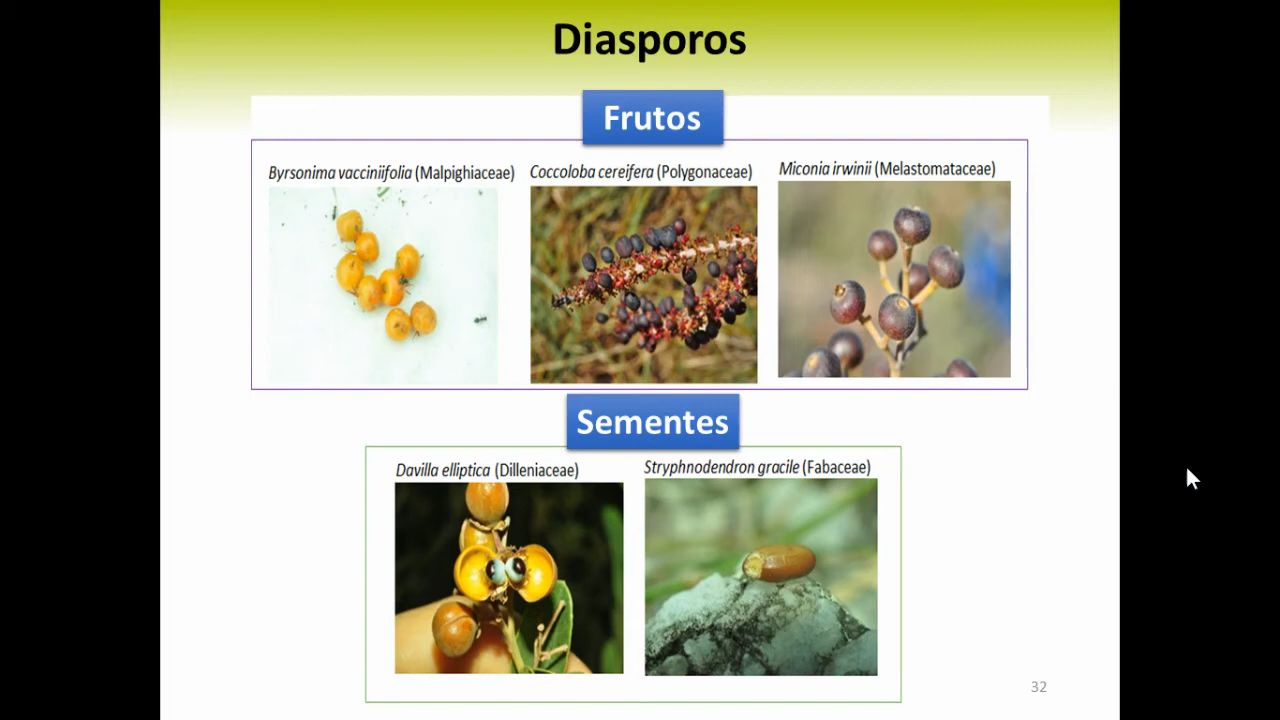 Diasporos
Frutos
Byrsonima vacciniifolia (Malpighiaceae)
Coccoloba cereifera (Polygonaceae)
Miconia irwinii (Melastomataceae)
Sementes
Davilla elliptica (Dilleniaceae)
Stryphnodendron gracile (Fabaceae)
32